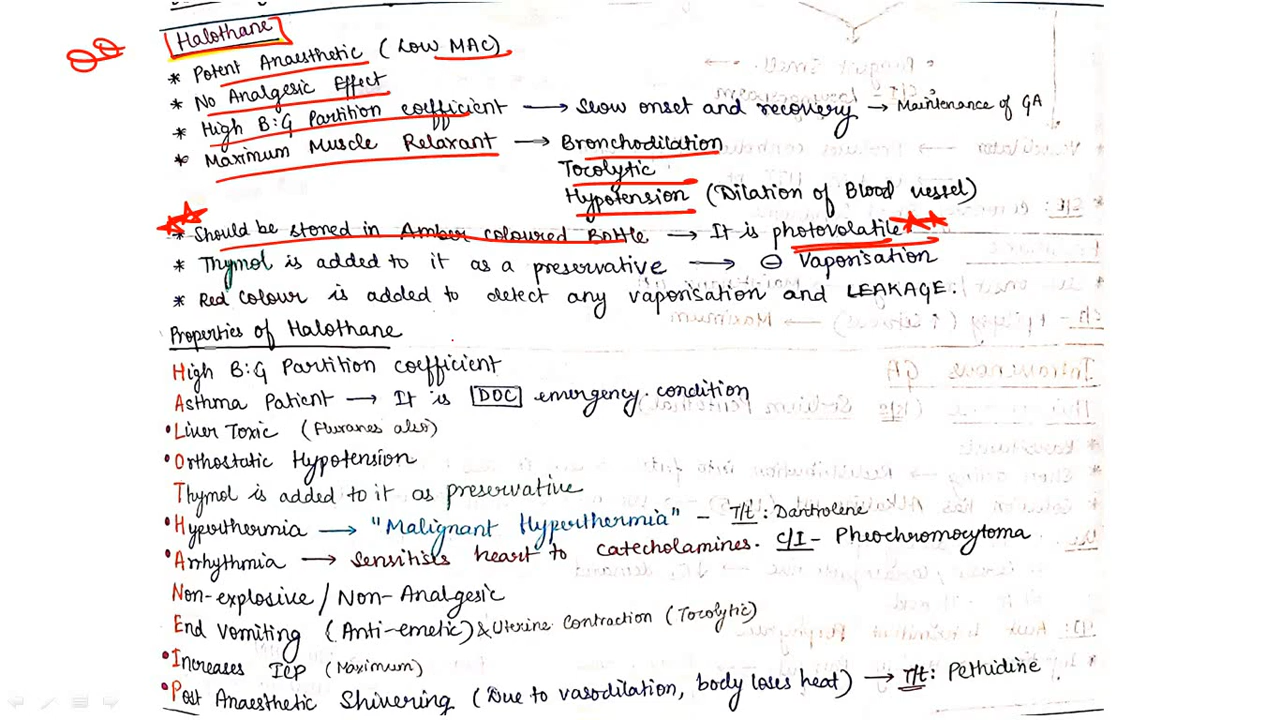 Halothane
* Potent Anaesthetic (Low MAC)
* No Analgesic Effect
* High B:G Partition coefficient → Slow onset and recovery → Maintenance of GA
* Maximum Muscle Relaxant → Bronchodilation
Tocolytic
Hypotension (Dilation of Blood vessel)
* Should be stored in Amber coloured Bottle → It is photovolatile
* Thymol is added to it as a preservative → ⊖ Vaporisation
* Red colour is added to detect any vaporisation and LEAKAGE.
Properties of Halothane
High B:G Partition coefficient
Asthma Patient → It is DOC emergency condition
• Liver Toxic (Fluranes also)
• Orthostatic Hypotension
Thymol is added to it as preservative
• Hyperthermia → "Malignant Hyperthermia" - T/t: Dantrolene
• Arrhythmia → Sensitisis heart to catecholamines. C/I - Pheochromocytoma
Non-explosive / Non-Analgesic
End vomiting (Anti-emetic) & Uterine Contraction (Tocolytic)
• Increases ICP (Maximum)
• Post Anaesthetic Shivering (Due to vasodilation, body loses heat) → T/t: Pethidine